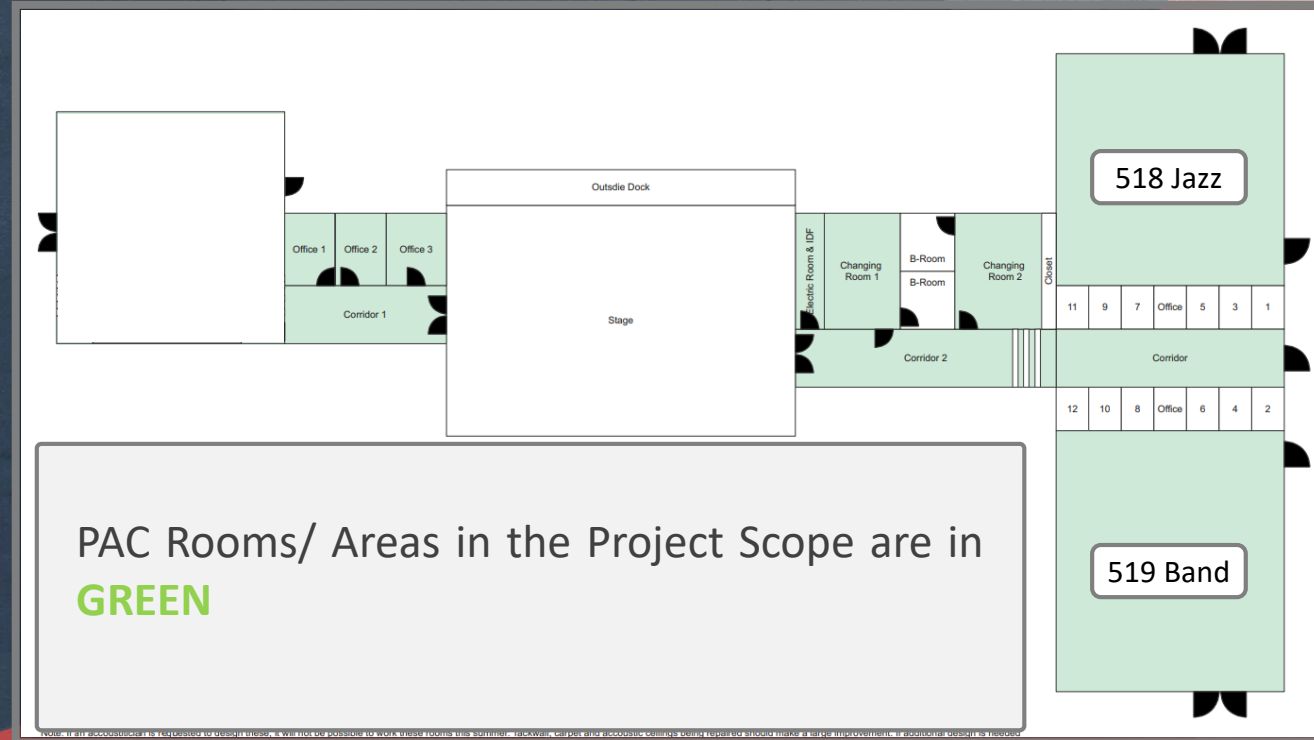 518 Jazz
Outsdie Dock
Office 1
Office 2
Office 3
Electric Room & IDF
Changing
Room 1
B-Room
B-Room
Changing
Room 2
Closet
11 9 7 Office 5 3 1
Corridor 1
Stage
Corridor 2
Corridor
12 10 8 Office 6 4 2
519 Band
PAC Rooms/ Areas in the Project Scope are in
GREEN
Note: If an accoustician is requested to design these, it will not be possible to work these rooms this summer. Tackwall, carpet and accoustic ceilings being repaired should make a large improvement. If additional design is needed